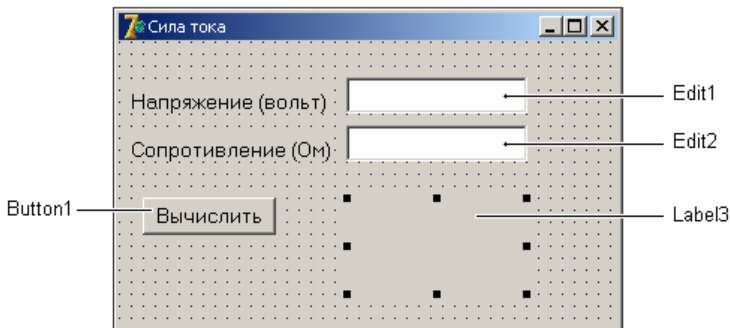 Сила тока
Напряжение (вольт)
Edit1
Сопротивление (Ом)
Edit2
Button1
Вычислить
Label3